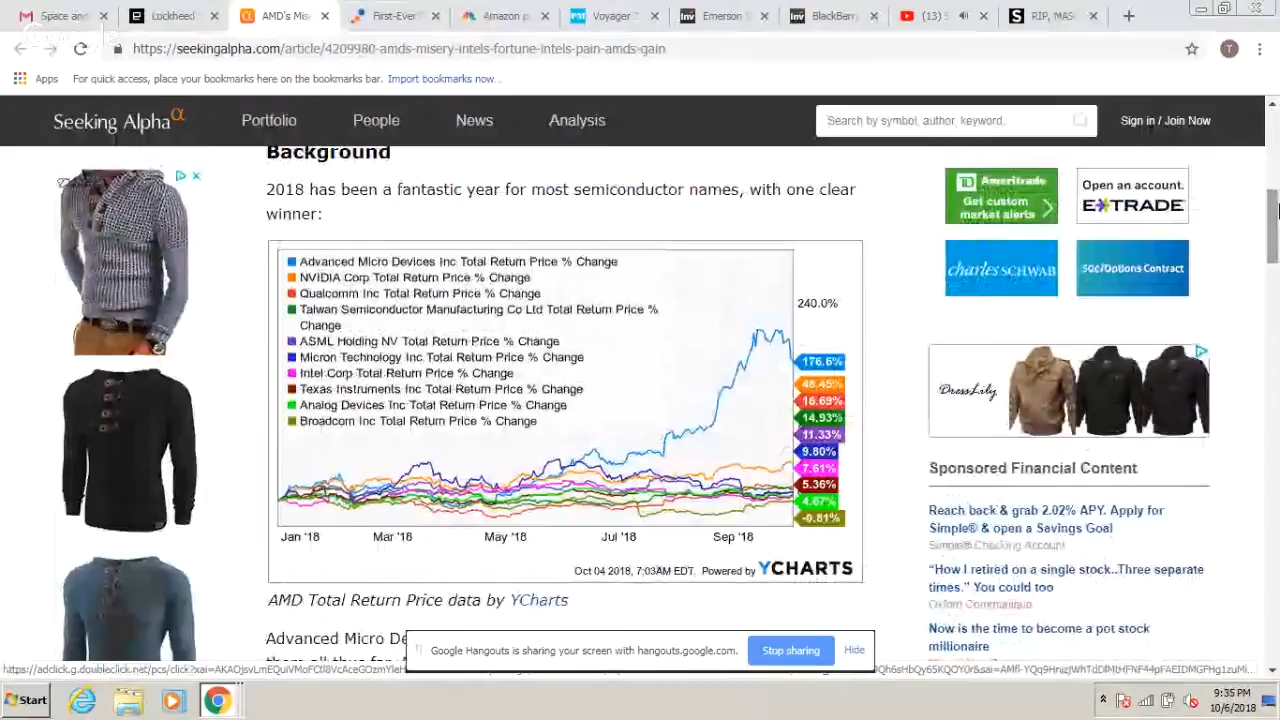 Space and
Lockheed
AMD's Mis
First-Ever
Amazon p
Voyager
Emerson
BlackBerry
(13)
RIP, 'MAS
https://seekingalpha.com/article/4209980-amds-misery-intels-fortune-intels-pain-amds-gain
T
Apps
For quick access, place your bookmarks here on the bookmarks bar. Import bookmarks now...
Seeking Alpha α
Portfolio
People
News
Analysis
Search by symbol, author, keyword.
Sign in / Join Now
Background
2018 has been a fantastic year for most semiconductor names, with one clear
winner:
Advanced Micro Devices Inc Total Return Price % Change
NVIDIA Corp Total Return Price % Change
Qualcomm Inc Total Return Price % Change
Taiwan Semiconductor Manufacturing Co Ltd Total Return Price %
Change
ASML Holding NV Total Return Price % Change
Micron Technology Inc Total Return Price % Change
Intel Corp Total Return Price % Change
Texas Instruments Inc Total Return Price % Change
Analog Devices Inc Total Return Price % Change
Broadcom Inc Total Return Price % Change
240.0%
176.6%
48.45%
16.69%
14.93%
11.33%
9.80%
7.61%
5.36%
4.67%
-0.81%
Jan '18
Mar '18
May '18
Jul '18
Sep '18
Oct 04 2018, 7:03AM EDT. Powered by YCHARTS
AMD Total Return Price data by YCharts
Advanced Micro De
TD Ameritrade
Get custom
market alerts
Open an account.
E*TRADE
charles SCHWAB
50¢/Options Contract
DressLily
Sponsored Financial Content
Reach back & grab 2.02% APY. Apply for
Simple® & open a Savings Goal
Simple® Checking Account
"How I retired on a single stock..Three separate
times." You could too
Oxford Communique
Now is the time to become a pot stock
millionaire
Google Hangouts is sharing your screen with hangouts.google.com.
Stop sharing
Hide
Start
9:35 PM
10/6/2018